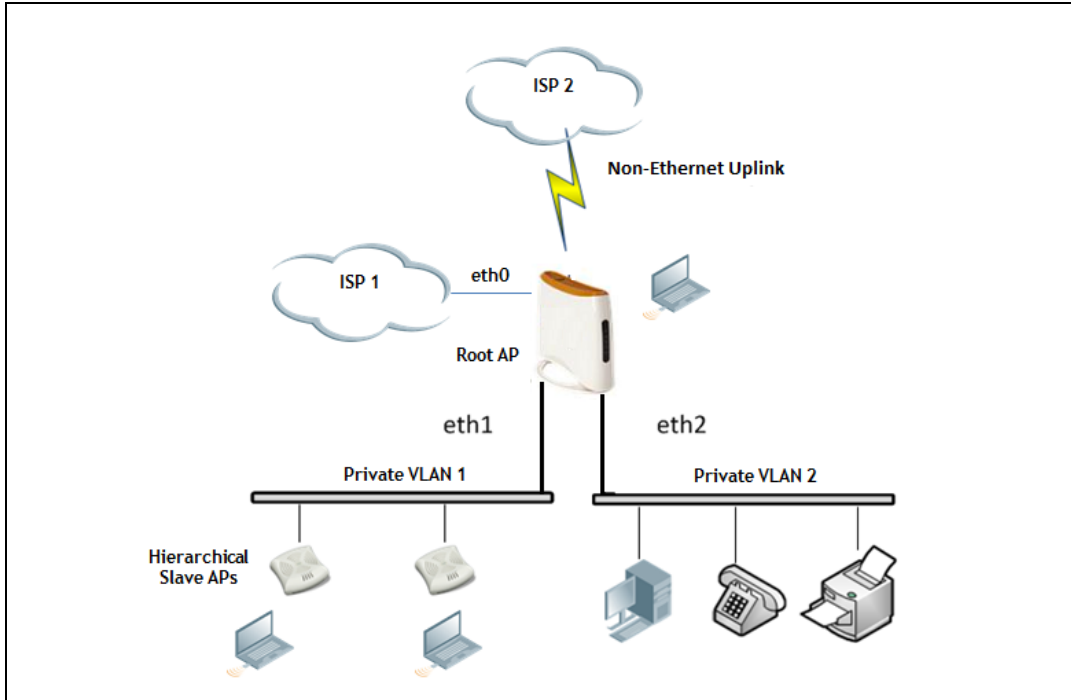 ISP 2
Non-Ethernet Uplink
ISP 1
eth0
Root AP
eth1
eth2
Private VLAN 1
Private VLAN 2
Hierarchical
Slave APs